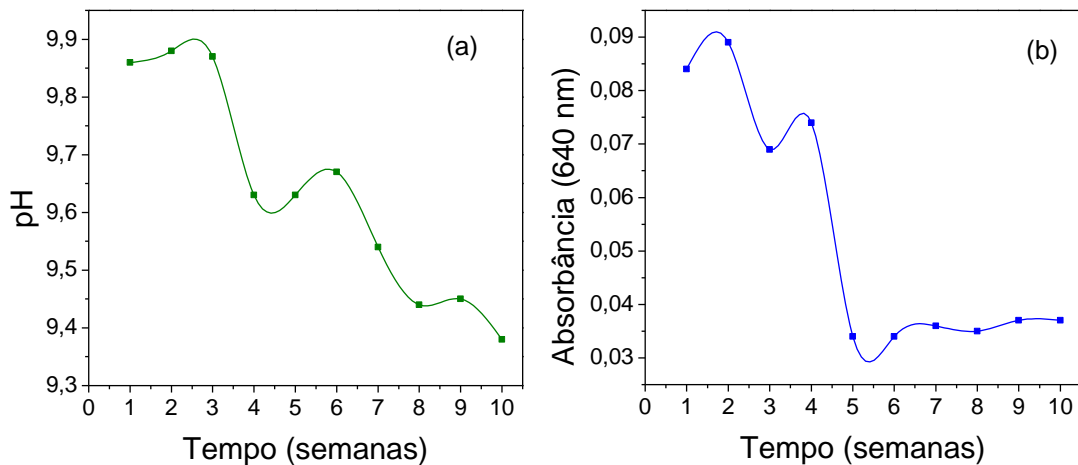 (a)
pH
9,9
9,8
9,7
9,6
9,5
9,4
9,3
0 1 2 3 4 5 6 7 8 9 10
Tempo (semanas)
(b)
Absorbância (640 nm)
0,09
0,08
0,07
0,06
0,05
0,04
0,03
0 1 2 3 4 5 6 7 8 9 10
Tempo (semanas)